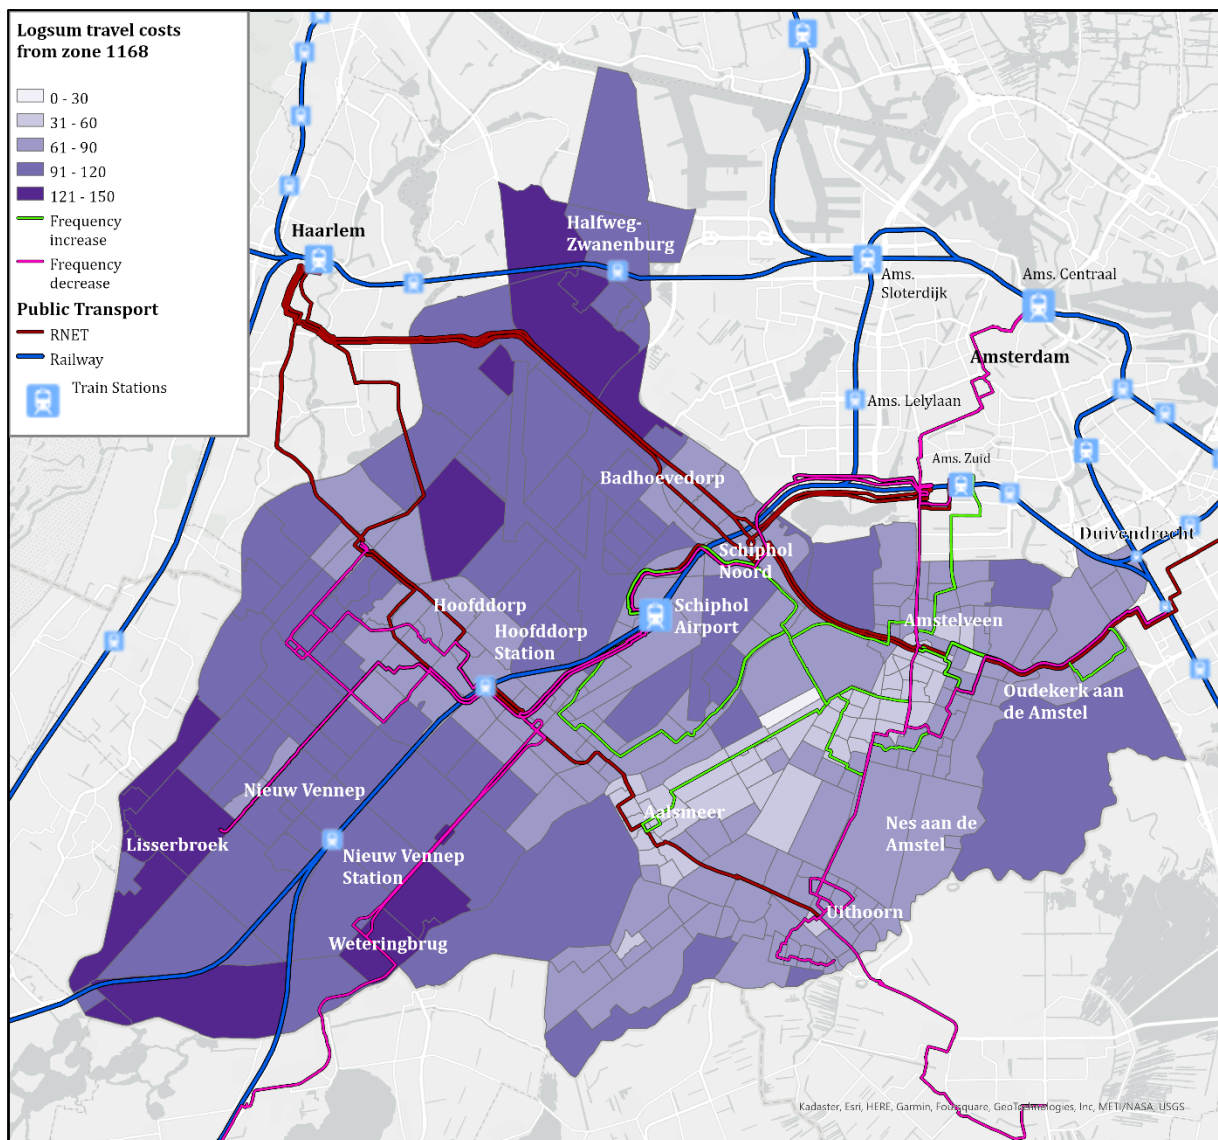 Logsum travel costs
from zone 1168
0 - 30
31 - 60
61 - 90
91 - 120
121 - 150
Frequency
increase
Frequency
decrease
Public Transport
RNET
Railway
Train Stations
Haarlem
Halfweg-
Zwanenburg
Ams.
Sloterdijk
Ams. Centraal
Amsterdam
Ams. Lelylaan
Ams. Zuid
Badhoevedorp
Duivendrecht
Schiphol
Noord
Hoofddorp
Schiphol
Airport
Amstelveen
Hoofddorp
Station
Oudekerk aan
de Amstel
Nieuw Vennep
Aalsmeer
Lisserbroek
Nes aan de
Amstel
Nieuw Vennep
Station
Uithoorn
Weteringbrug
Kadaster, Esri, HERE, Garmin, Foursquare, GeoTechnologies, Inc, METI/NASA, USGS